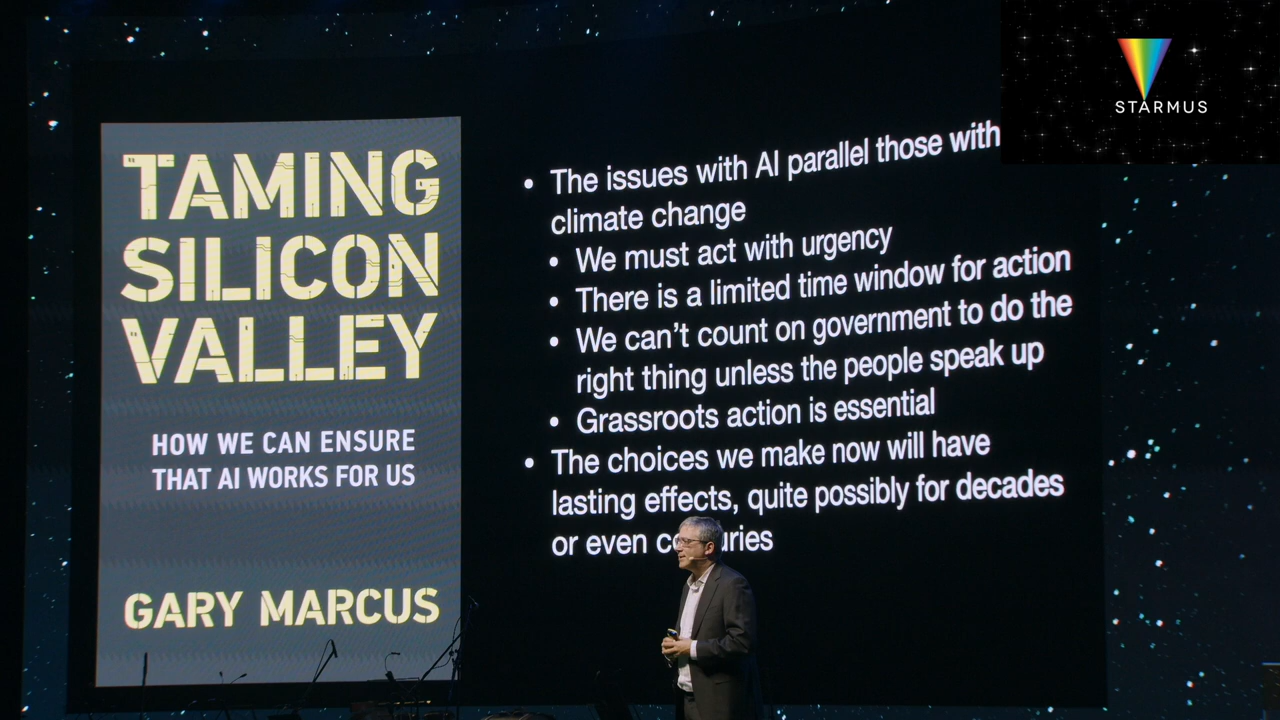 STARMUS
TAMING
SILICON
VALLEY
HOW WE CAN ENSURE
THAT AI WORKS FOR US
GARY MARCUS
• The issues with AI parallel those with
climate change
• We must act with urgency
• There is a limited time window for action
• We can't count on government to do the
right thing unless the people speak up
• Grassroots action is essential
• The choices we make now will have
lasting effects, quite possibly for decades
or even